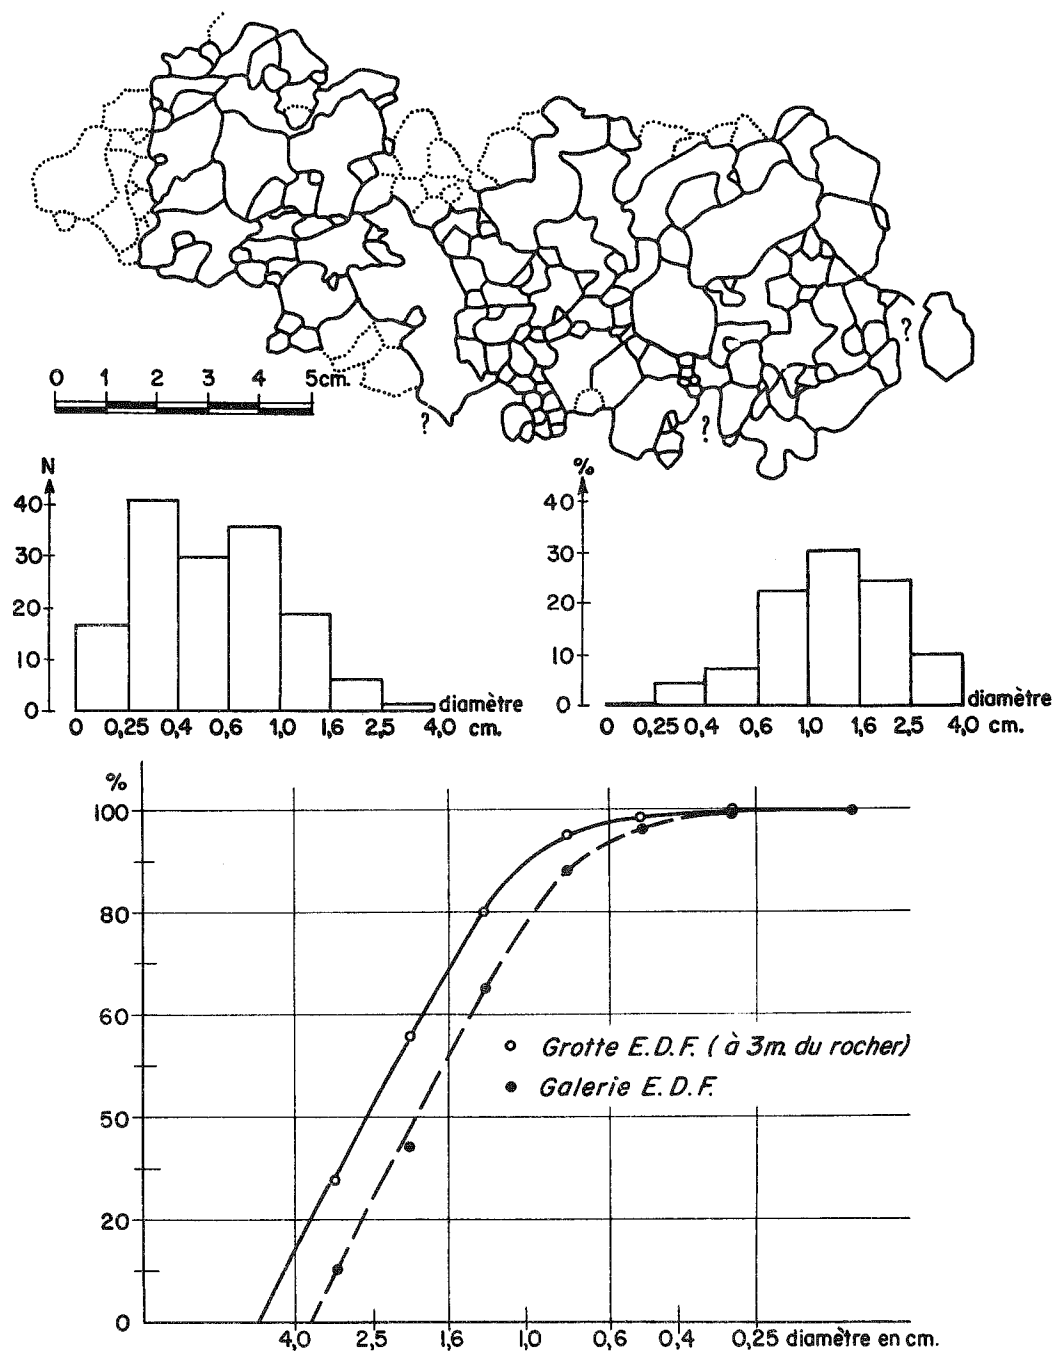 0 1 2 3 4 5cm.
? ? ?
N
40
30
20
10
0
diamètre
0 0,25 0,4 0,6 1,0 1,6 2,5 4,0 cm.
%
40
30
20
10
0
diamètre
0 0,25 0,4 0,6 1,0 1,6 2,5 4,0 cm.
%
100
80
60
50
20
0
Grotte E.D.F. ( à 3m. du rocher)
Galerie E.D.F.
4,0 2,5 1,6 1,0 0,6 0,4 0,25 diamètre en cm.